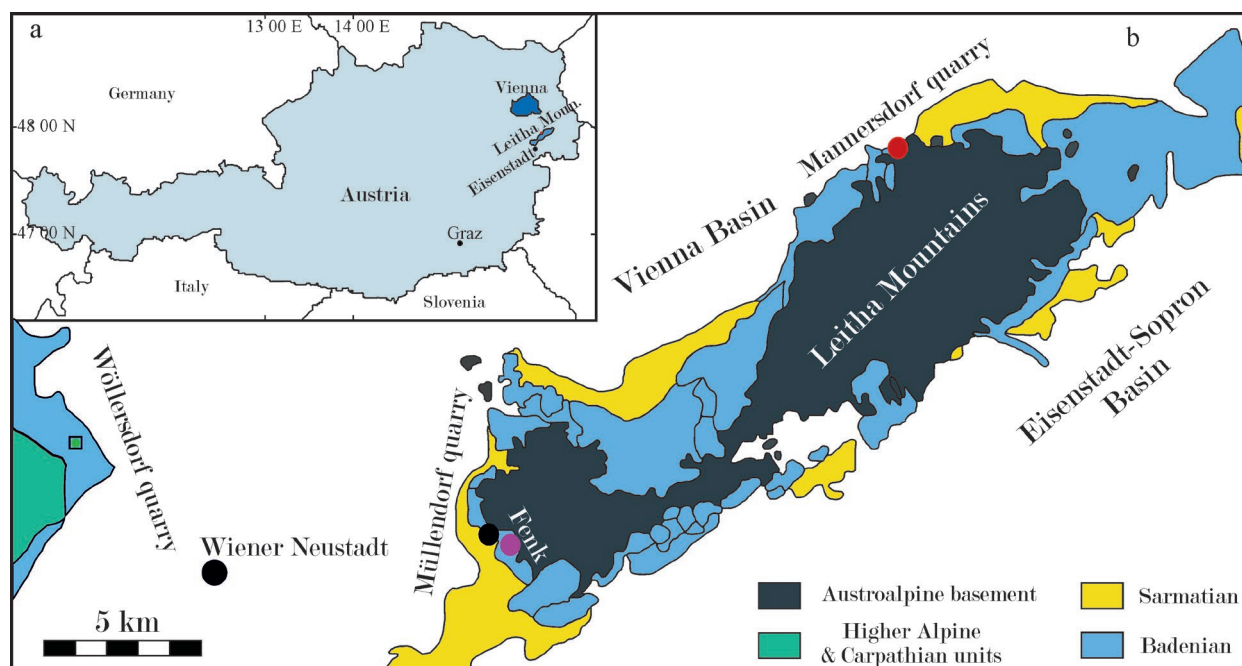 a
13°00 E
14°00 E
Germany
Vienna
48°00 N
Leitha Moun.
Eisenstadt
Austria
47°00 N
Graz
Italy
Slovenia
b
Mannersdorf quarry
Vienna Basin
Leitha Mountains
Eisenstadt-Sopron
Basin
Wöllersdorf quarry
Müllendorf quarry
Fenk
Wiener Neustadt
5 km
Austroalpine basement
Sarmatian
Higher Alpine
& Carpathian units
Badenian